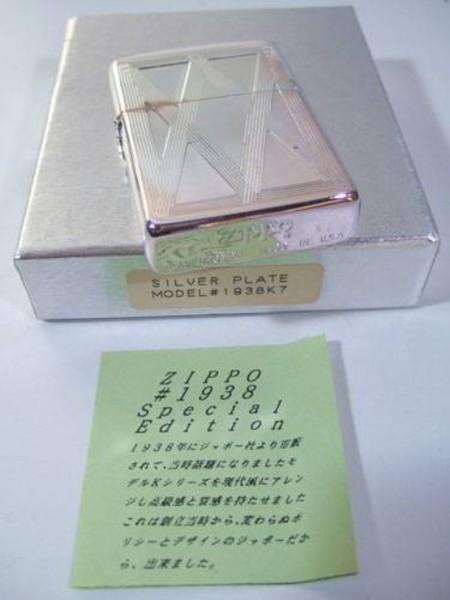 ZIPPO
MADE IN U.S.A
SILVER PLATE
MODEL#1938K7
ZIPPO
#1938
Special
Edition
1938年にジッポー社より市販
されて、当時話題になりましたモ
デルKシリーズを現代風にアレン
ジし高級感と質感を持たせました
これは創立当時から、変わらぬポ
リシーとデザインのジッポーだか
ら、出来ました。